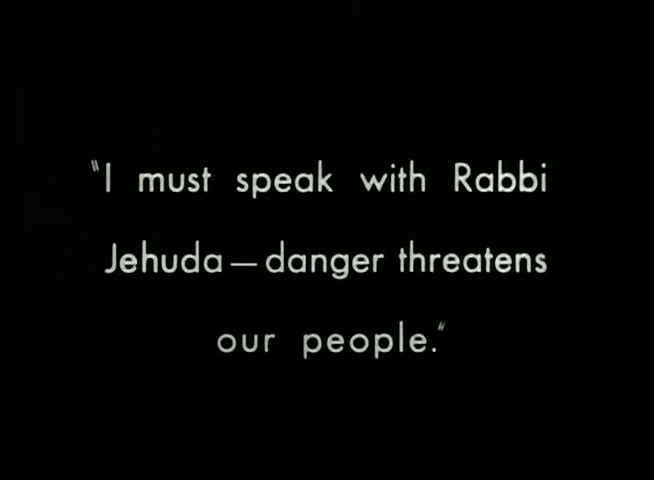 "I must speak with Rabbi
Jehuda — danger threatens
our people."